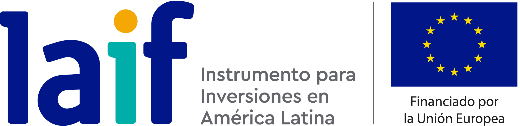 laif
Instrumento para
Inversiones en
América Latina
Financiado por
la Unión Europea